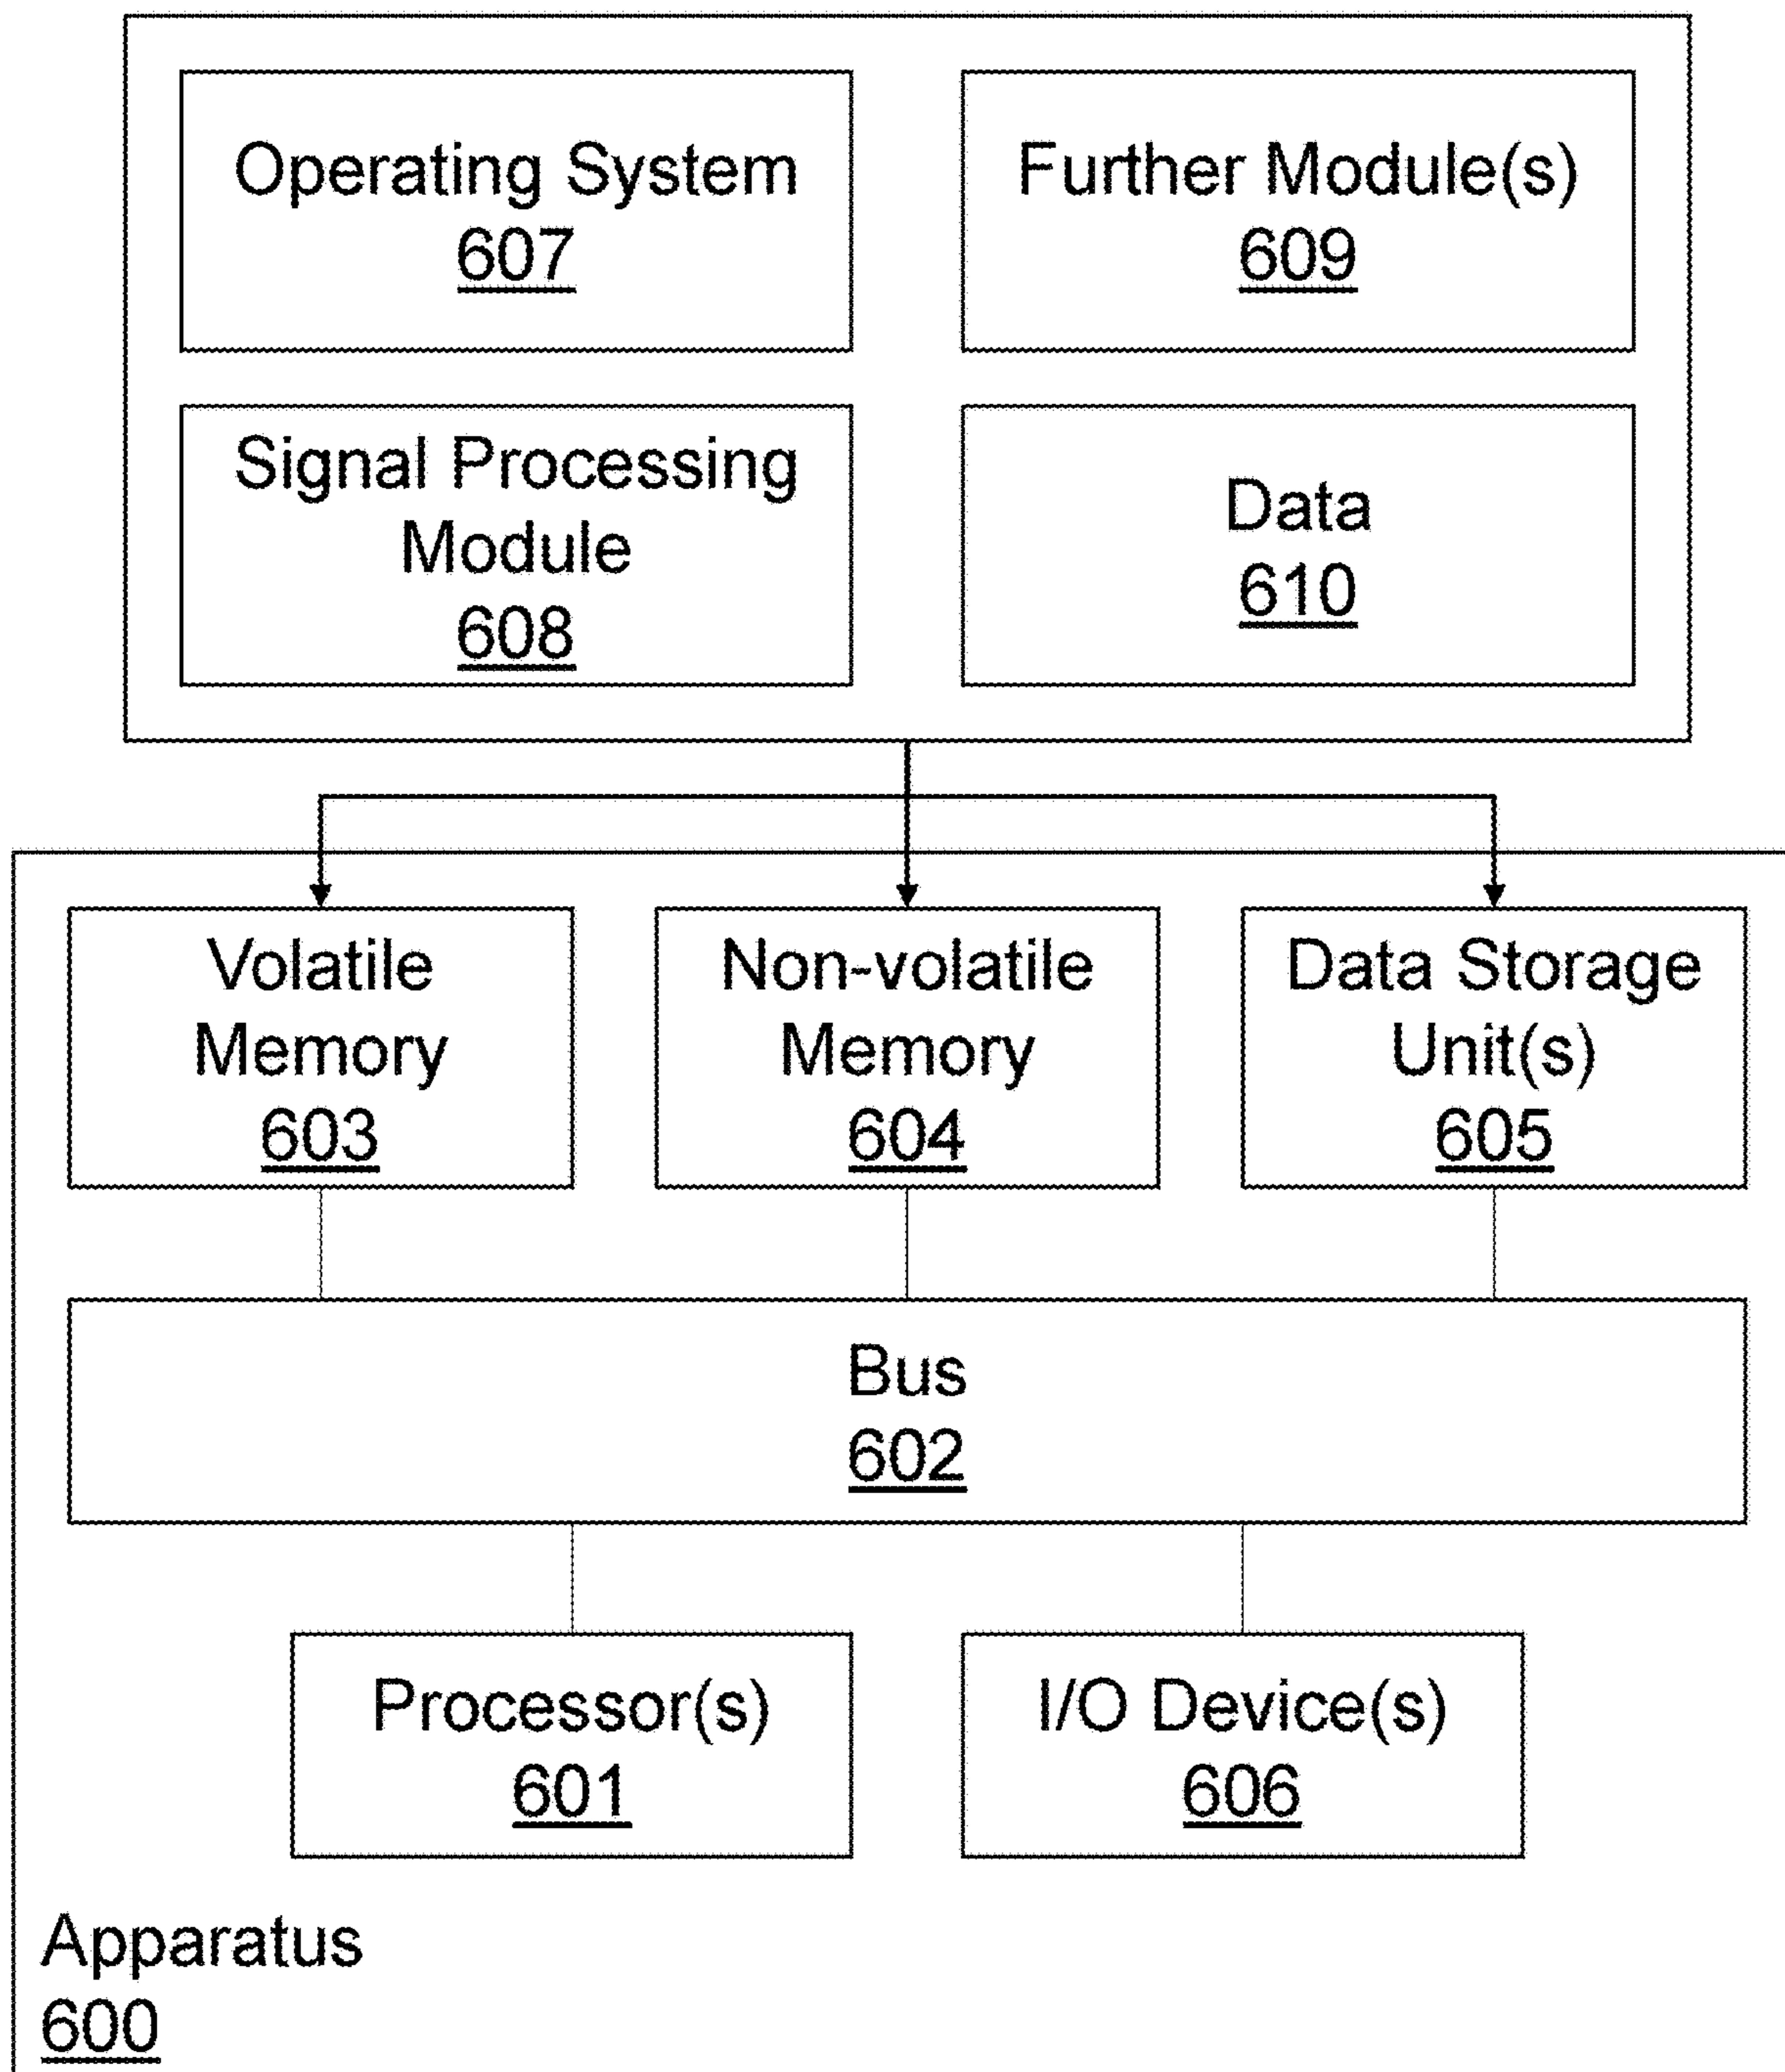 Operating System
607
Further Module(s)
609
Signal Processing
Module
608
Data
610
Volatile
Memory
603
Non-volatile
Memory
604
Data Storage
Unit(s)
605
Bus
602
Processor(s)
601
I/O Device(s)
606
Apparatus
600